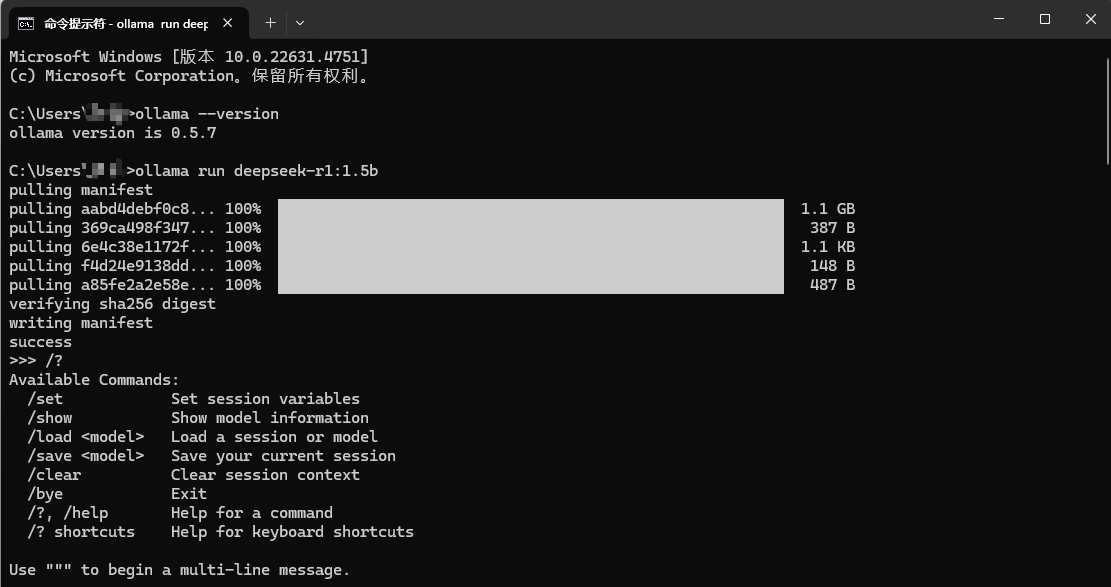 命令提示符 - ollama run deep
Microsoft Windows [版本 10.0.22631.4751]
(c) Microsoft Corporation。保留所有权利。
C:\Users\ >ollama --version
ollama version is 0.5.7
C:\Users\ >ollama run deepseek-r1:1.5b
pulling manifest
pulling aabd4debf0c8... 100% 1.1 GB
pulling 369ca498f347... 100% 387 B
pulling 6e4c38e1172f... 100% 1.1 KB
pulling f4d24e9138dd... 100% 148 B
pulling a85fe2a2e58e... 100% 487 B
verifying sha256 digest
writing manifest
success
>>> /?
Available Commands:
/set Set session variables
/show Show model information
/load <model> Load a session or model
/save <model> Save your current session
/clear Clear session context
/bye Exit
/?, /help Help for a command
/? shortcuts Help for keyboard shortcuts
Use """ to begin a multi-line message.